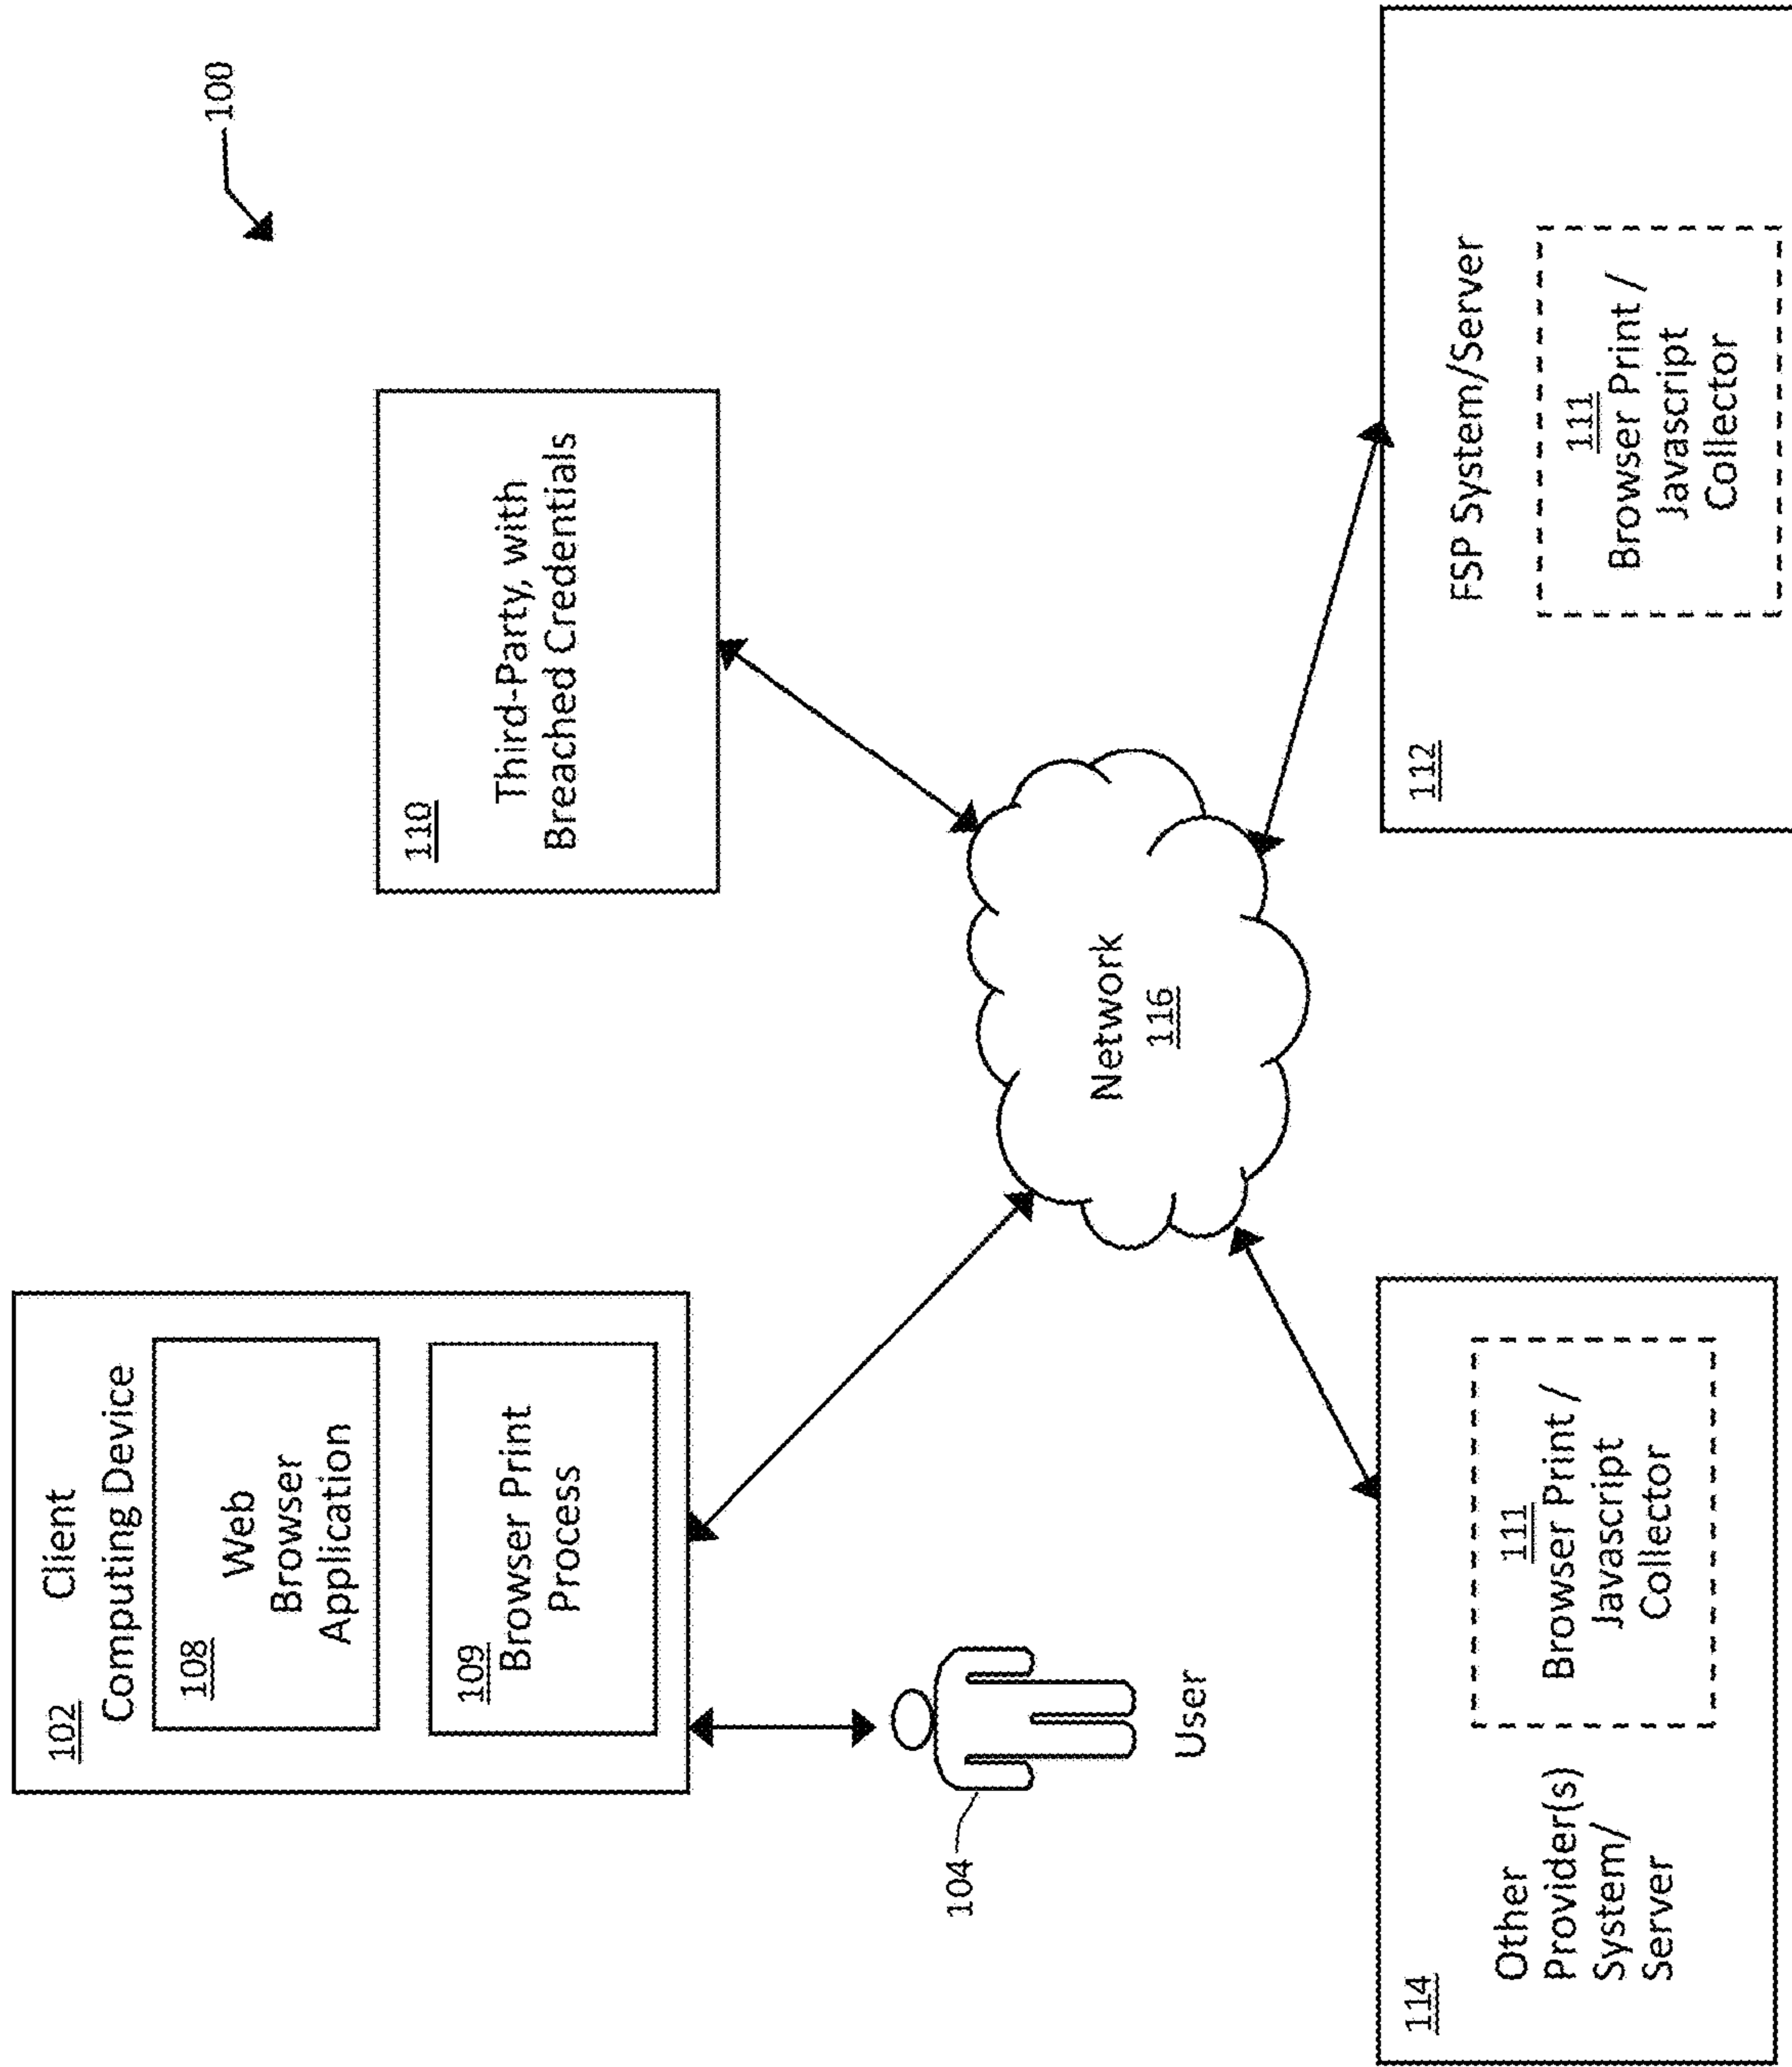 100
102
Client
Computing Device
108
Web
Browser
Application
109
Browser Print
Process
104
User
110
Third-Party, with
Breached Credentials
Network
116
114
Other
Provider(s)
System/
Server
111
Browser Print /
Javascript
Collector
112
FSP System/Server
111
Browser Print /
Javascript
Collector